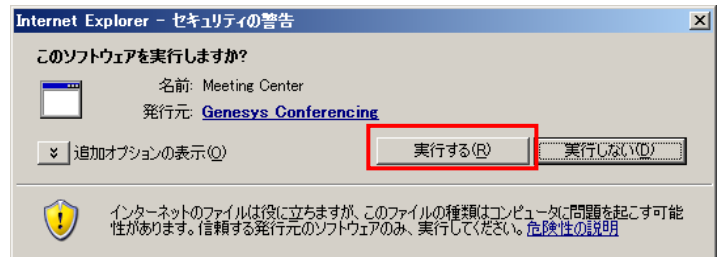 Internet Explorer - セキュリティの警告
このソフトウェアを実行しますか?
名前: Meeting Center
発行元: Genesys Conferencing
追加オプションの表示(O)
実行する(R) 実行しない(D)
インターネットのファイルは役に立ちますが、このファイルの種類はコンピュータに問題を起こす可能
性があります。信頼する発行元のソフトウェアのみ、実行してください。危険性の説明